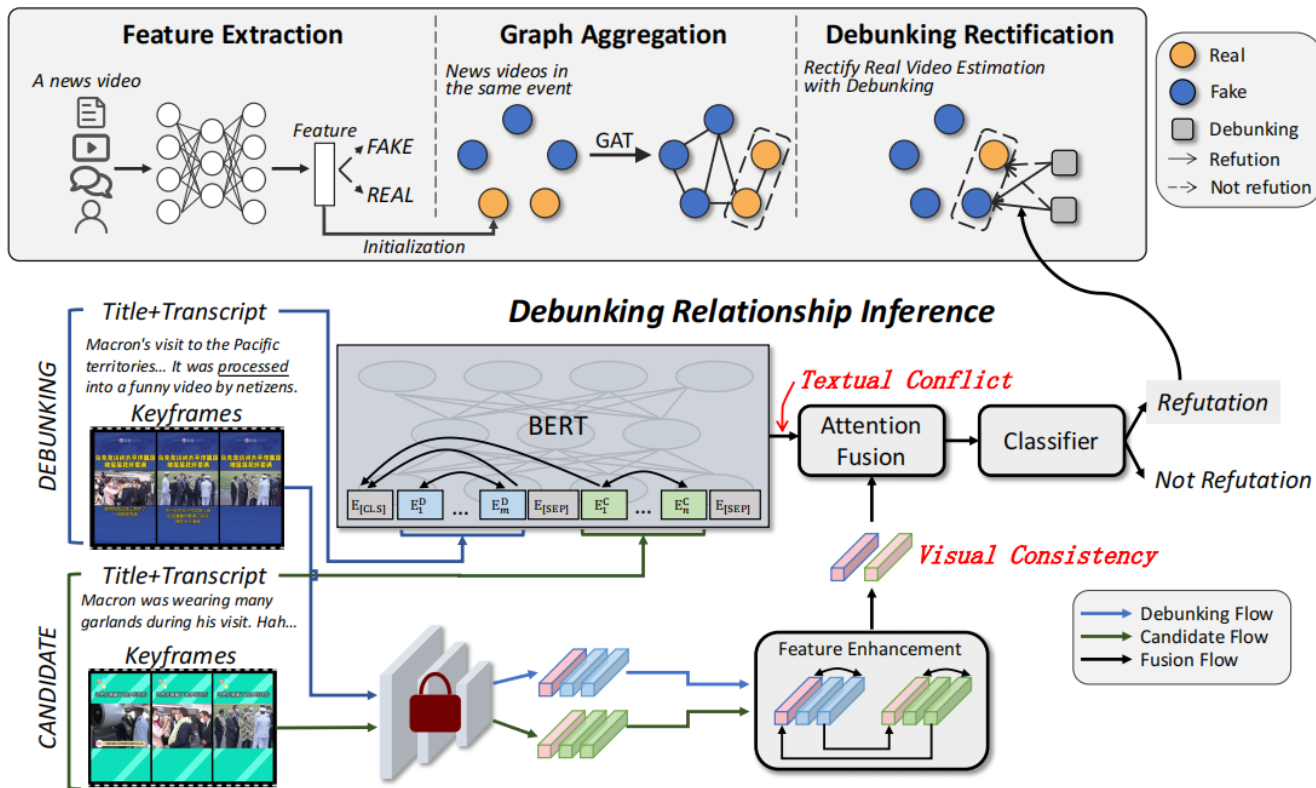 Feature Extraction
Graph Aggregation
Debunking Rectification
A news video
Feature
FAKE
REAL
Initialization
News videos in
the same event
GAT
Rectify Real Video Estimation
with Debunking
Real
Fake
Debunking
Refution
Not refution
Debunking Relationship Inference
DEBUNKING
Title+Transcript
Macron's visit to the Pacific
territories... It was processed
into a funny video by netizens.
Keyframes
BERT
E[CLS] E₁ᴰ ... Eₘᴰ E[SEP] E₁ᶜ ... Eₙᶜ E[SEP]
Textual Conflict
Attention
Fusion
Classifier
Refutation
Not Refutation
Visual Consistency
CANDIDATE
Title+Transcript
Macron was wearing many
garlands during his visit. Hah...
Keyframes
Feature Enhancement
Debunking Flow
Candidate Flow
Fusion Flow